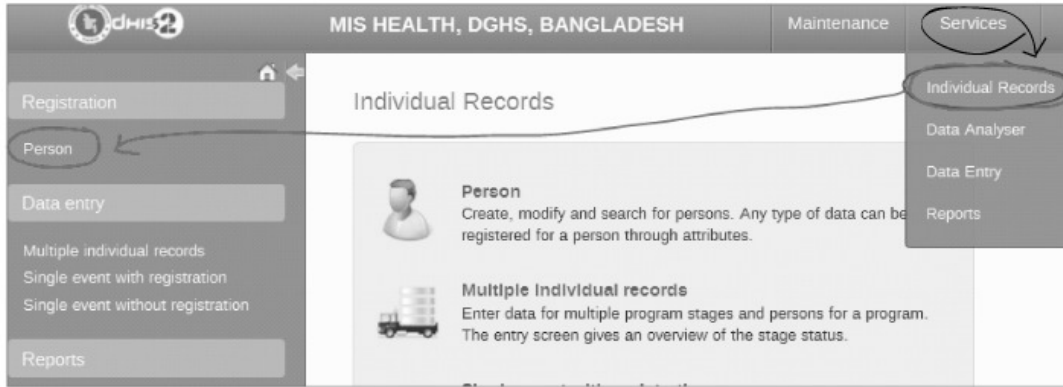 dHIS2
MIS HEALTH, DGHS, BANGLADESH
Maintenance
Services
Individual Records
Data Analyser
Data Entry
Reports
Registration
Person
Data entry
Multiple individual records
Single event with registration
Single event without registration
Reports
Individual Records
Person
Create, modify and search for persons. Any type of data can be
registered for a person through attributes.
Multiple individual records
Enter data for multiple program stages and persons for a program.
The entry screen gives an overview of the stage status.